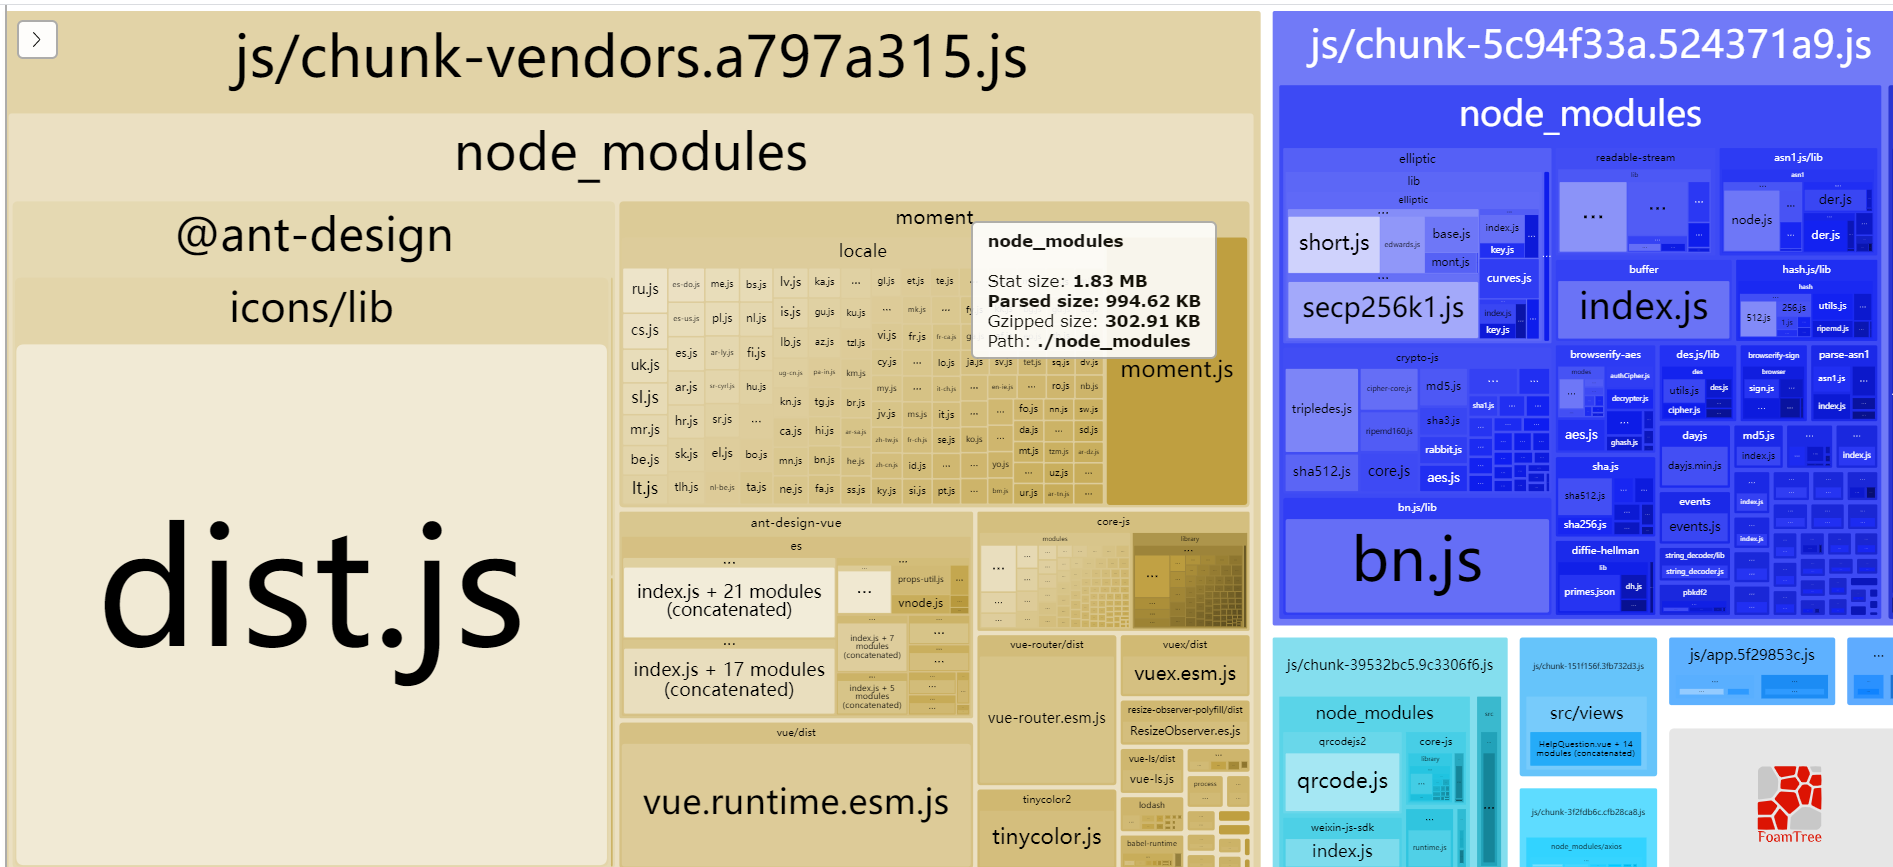 js/chunk-vendors.a797a315.js
node_modules
@ant-design
icons/lib
dist.js
moment
locale
ru.js
es-do.js
me.js
bs.js
lv.js
ka.js
...
gl.js
et.js
te.js
cs.js
es-us.js
pl.js
nl.js
is.js
gu.js
ku.js
...
mk.js
...
uk.js
es.js
ar-ly.js
fi.js
lb.js
az.js
tzl.js
vi.js
fr.js
fr-ca.js
sl.js
ar.js
sr-cyrl.js
hu.js
ug-cn.js
pa-in.js
km.js
cy.js
...
lo.js
ja.js
sv.js
tet.js
sq.js
dv.js
mr.js
hr.js
sr.js
...
kn.js
tg.js
br.js
my.js
...
it-ch.js
...
en-ie.js
...
ro.js
nb.js
be.js
sk.js
el.js
bo.js
ca.js
hi.js
ar-sa.js
jv.js
ms.js
it.js
...
...
fo.js
nn.js
sw.js
lt.js
tlh.js
nl-be.js
ta.js
mn.js
bn.js
he.js
zh-tw.js
fr-ch.js
se.js
ko.js
...
da.js
...
sd.js
ne.js
fa.js
ss.js
zh-cn.js
id.js
...
...
yo.js
mt.js
tzm.js
ar-dz.js
ky.js
si.js
pt.js
...
bm.js
...
uz.js
...
ur.js
ar-tn.js
...
moment.js
node_modules
Stat size: 1.83 MB
Parsed size: 994.62 KB
Gzipped size: 302.91 KB
Path: ./node_modules
ant-design-vue
es
...
index.js + 21 modules
(concatenated)
...
index.js + 17 modules
(concatenated)
...
...
props-util.js
...
vnode.js
...
index.js + 7
modules
(concatenated)
...
index.js + 5
modules
(concatenated)
...
core-js
modules
library
...
vue/dist
vue.runtime.esm.js
vue-router/dist
vue-router.esm.js
vuex/dist
vuex.esm.js
resize-observer-polyfill/dist
ResizeObserver.es.js
vue-ls/dist
vue-ls.js
process
...
tinycolor2
tinycolor.js
lodash
babel-runtime
js/chunk-5c94f33a.524371a9.js
node_modules
elliptic
lib
elliptic
...
short.js
edwards.js
base.js
mont.js
...
secp256k1.js
index.js
key.js
curves.js
index.js
key.js
crypto-js
tripledes.js
cipher-core.js
md5.js
...
...
ripemd160.js
sha3.js
sha1.js
sha512.js
core.js
rabbit.js
aes.js
bn.js/lib
bn.js
readable-stream
lib
...
...
...
asn1.js/lib
asn1
...
node.js
...
der.js
der.js
buffer
index.js
hash.js/lib
hash
...
512.js
256.js
1.js
utils.js
ripemd.js
browserify-aes
modes
...
authCipher.js
decrypter.js
aes.js
...
ghash.js
des.js/lib
des
utils.js
des.js
cipher.js
browserify-sign
browser
sign.js
...
parse-asn1
asn1.js
...
index.js
sha.js
sha512.js
sha256.js
dayjs
dayjs.min.js
md5.js
index.js
...
...
index.js
events
events.js
index.js
index.js
diffie-hellman
lib
primes.json
dh.js
string_decoder/lib
string_decoder.js
pbkdf2
js/chunk-39532bc5.9c3306f6.js
node_modules
src
qrcodejs2
qrcode.js
core-js
library
...
weixin-js-sdk
index.js
...
runtime.js
js/chunk-151f156f.3fb732d3.js
src/views
HelpQuestion.vue + 14
modules (concatenated)
js/chunk-3f2fdb6c.cfb28ca8.js
node_modules/axios
js/app.5f29853c.js
...
FoamTree